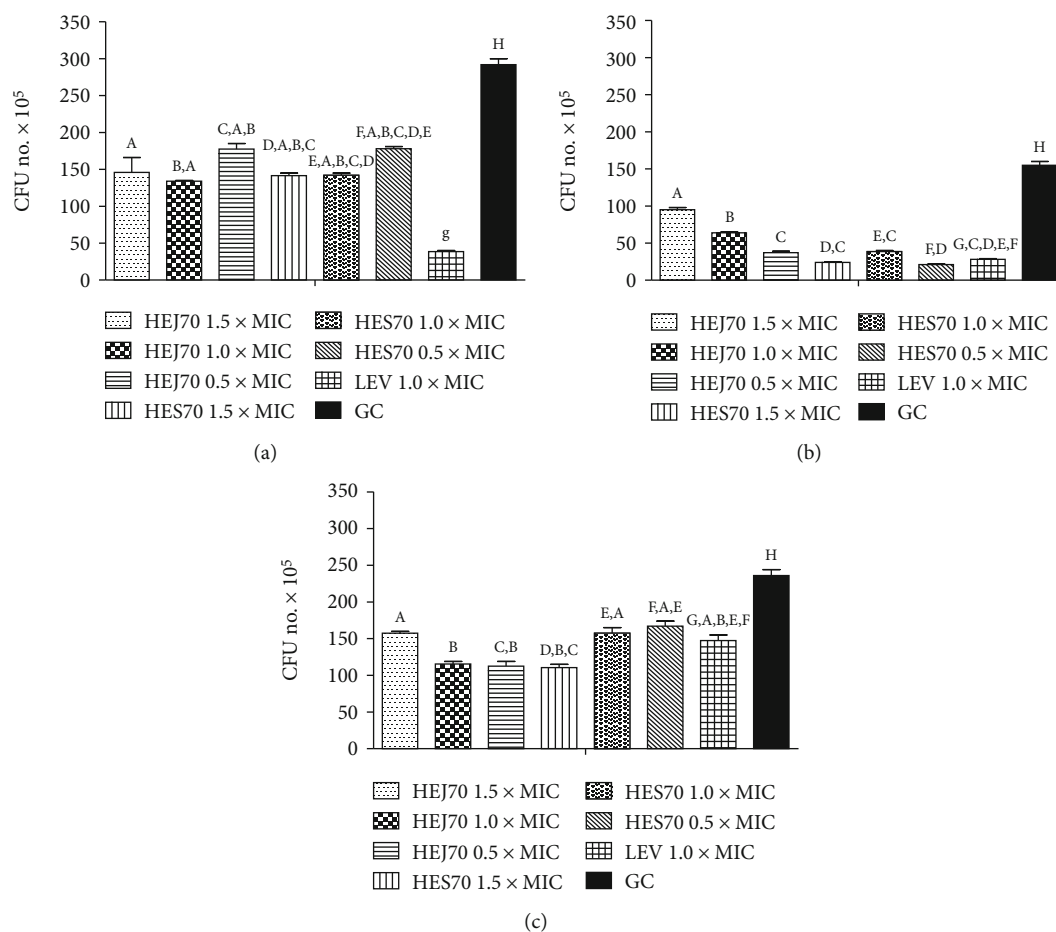 CFU no. × 10⁵
350
300
250
200
150
100
50
0
A
B,A
C,A,B
D,A,B,C
E,A,B,C,D
F,A,B,C,D,E
g
H
HEJ70 1.5 × MIC
HEJ70 1.0 × MIC
HEJ70 0.5 × MIC
HES70 1.5 × MIC
HES70 1.0 × MIC
HES70 0.5 × MIC
LEV 1.0 × MIC
GC
(a)
CFU no. × 10⁵
350
300
250
200
150
100
50
0
A
B
C
D,C
E,C
F,D
G,C,D,E,F
H
HEJ70 1.5 × MIC
HEJ70 1.0 × MIC
HEJ70 0.5 × MIC
HES70 1.5 × MIC
HES70 1.0 × MIC
HES70 0.5 × MIC
LEV 1.0 × MIC
GC
(b)
CFU no. × 10⁵
350
300
250
200
150
100
50
0
A
B
C,B
D,B,C
E,A
F,A,E
G,A,B,E,F
H
HEJ70 1.5 × MIC
HEJ70 1.0 × MIC
HEJ70 0.5 × MIC
HES70 1.5 × MIC
HES70 1.0 × MIC
HES70 0.5 × MIC
LEV 1.0 × MIC
GC
(c)